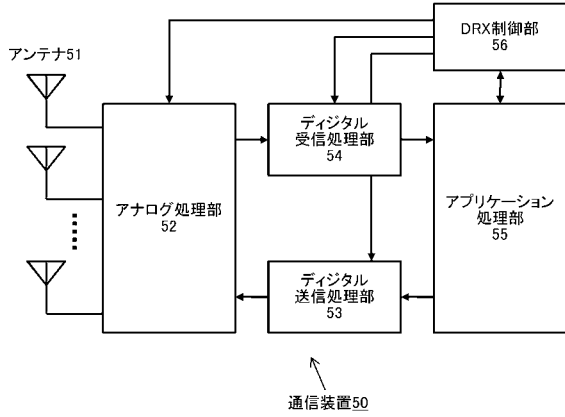 DRX制御部
56
アンテナ51
ディジタル
受信処理部
54
アナログ処理部
52
アプリケーション
処理部
55
ディジタル
送信処理部
53
通信装置50